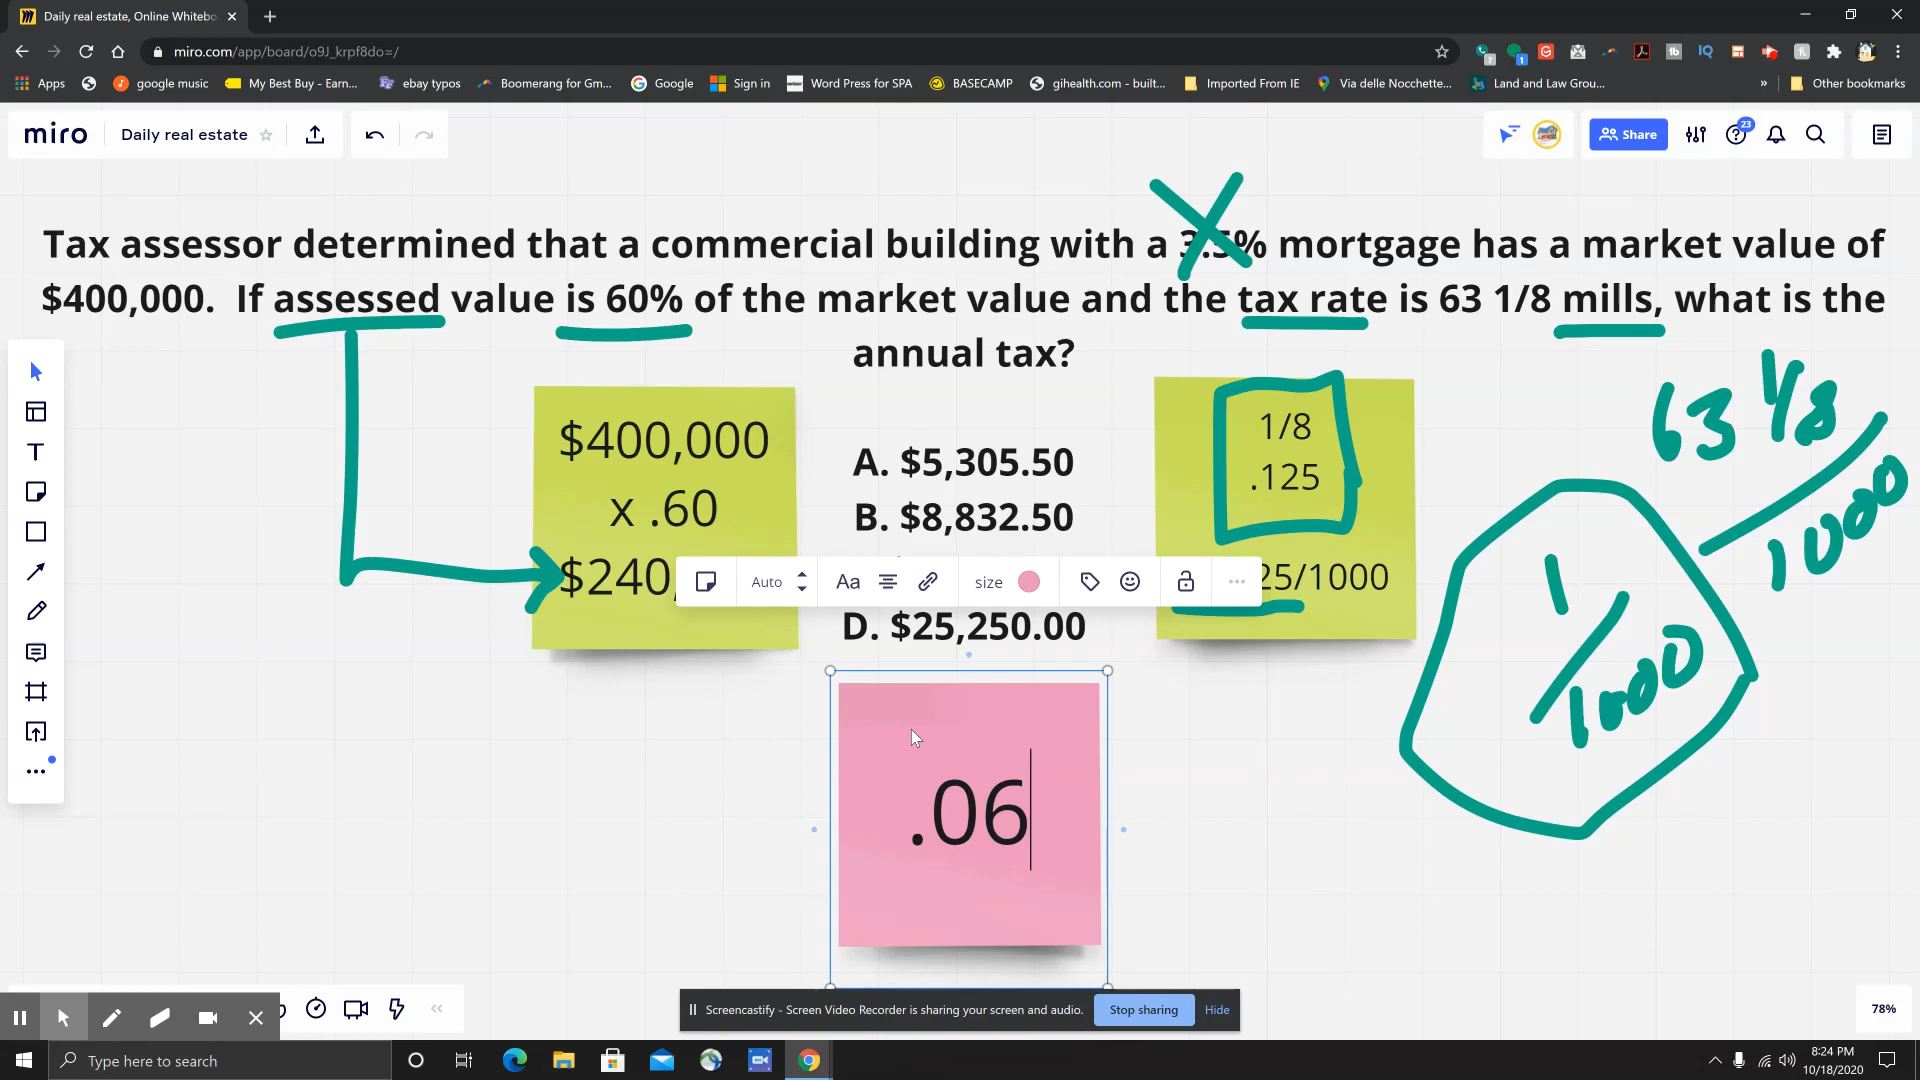 Daily real estate, Online Whitebo
miro.com/app/board/o9J_krpf8do=/
Apps google music My Best Buy - Earn... ebay typos Boomerang for Gm... Google Sign in Word Press for SPA BASECAMP gihealth.com - built... Imported From IE Via delle Nocchette... Land and Law Grou... » Other bookmarks
miro Daily real estate Share 23
Tax assessor determined that a commercial building with a 3.5% mortgage has a market value of
$400,000. If assessed value is 60% of the market value and the tax rate is 63 1/8 mills, what is the
annual tax?
$400,000
x .60
$240,
A. $5,305.50
B. $8,832.50
D. $25,250.00
1/8
.125
25/1000
63 1/8
1000
1/1000
Auto Aa size
.06
Screencastify - Screen Video Recorder is sharing your screen and audio. Stop sharing Hide
78%
Type here to search
8:24 PM
10/18/2020